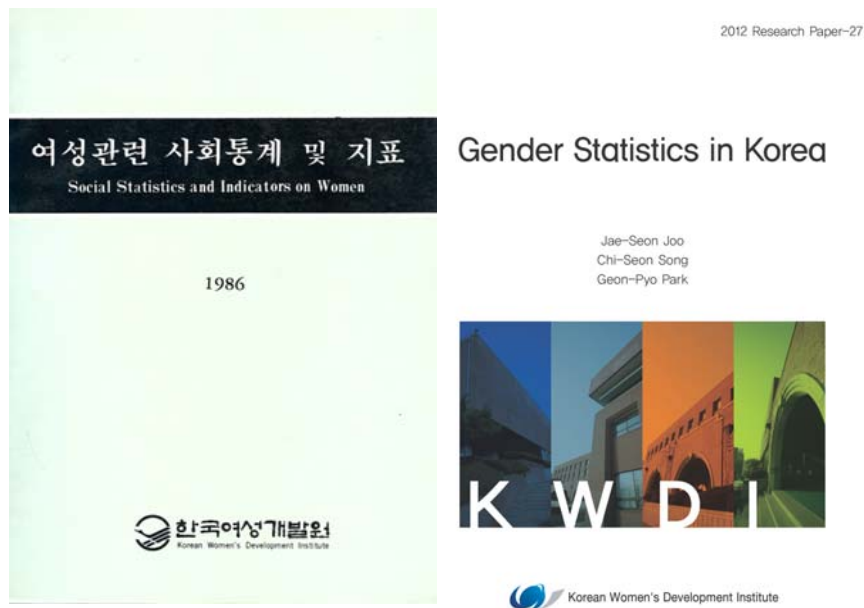 여성관련 사회통계 및 지표
Social Statistics and Indicators on Women
1986
한국여성개발원
Korean Women's Development Institute
2012 Research Paper-27
Gender Statistics in Korea
Jae-Seon Joo
Chi-Seon Song
Geon-Pyo Park
K W D I
Korean Women's Development Institute